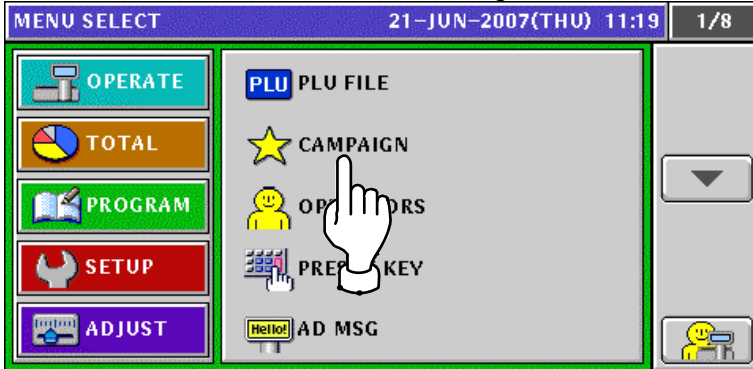 MENU SELECT 21-JUN-2007(THU) 11:19 1/8
OPERATE
TOTAL
PROGRAM
SETUP
ADJUST
PLU PLU FILE
CAMPAIGN
KEY
Hello! AD MSG